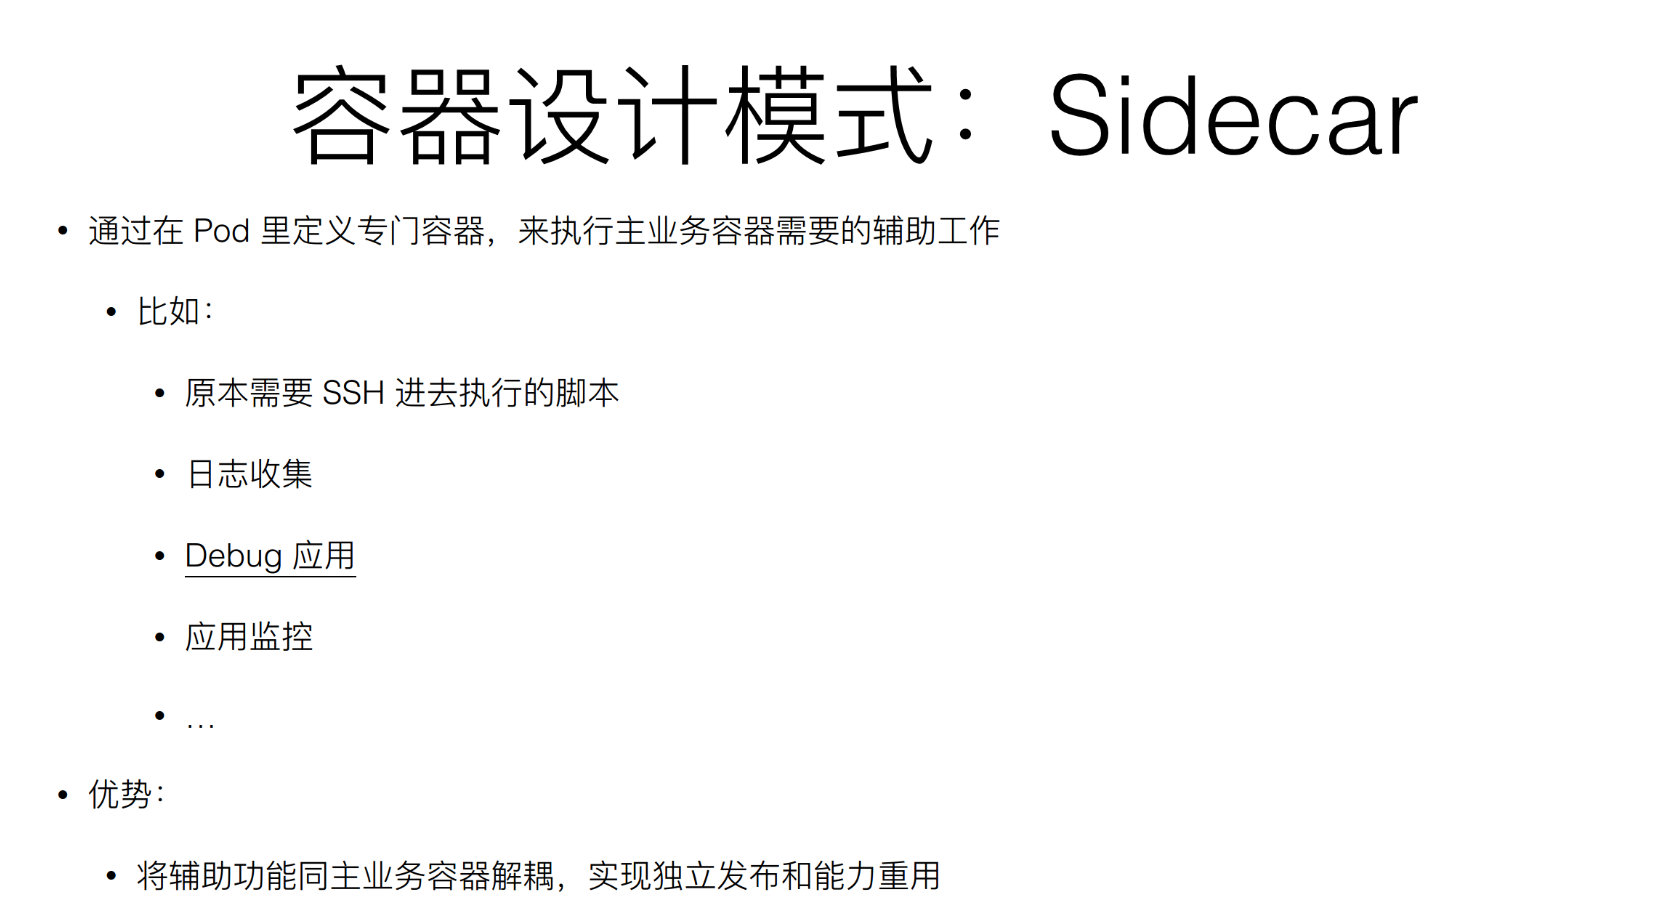 容器设计模式：Sidecar
• 通过在 Pod 里定义专门容器，来执行主业务容器需要的辅助工作
• 比如：
• 原本需要 SSH 进去执行的脚本
• 日志收集
• Debug 应用
• 应用监控
• …
• 优势：
• 将辅助功能同主业务容器解耦，实现独立发布和能力重用